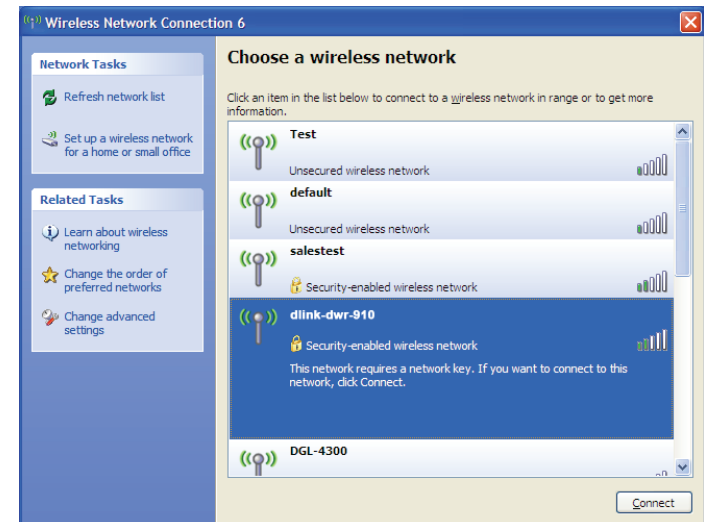 Wireless Network Connection 6
Network Tasks
Refresh network list
Set up a wireless network
for a home or small office
Related Tasks
Learn about wireless
networking
Change the order of
preferred networks
Change advanced
settings
Choose a wireless network
Click an item in the list below to connect to a wireless network in range or to get more
information.
Test
Unsecured wireless network
default
Unsecured wireless network
salestest
Security-enabled wireless network
dlink-dwr-910
Security-enabled wireless network
This network requires a network key. If you want to connect to this
network, click Connect.
DGL-4300
Connect